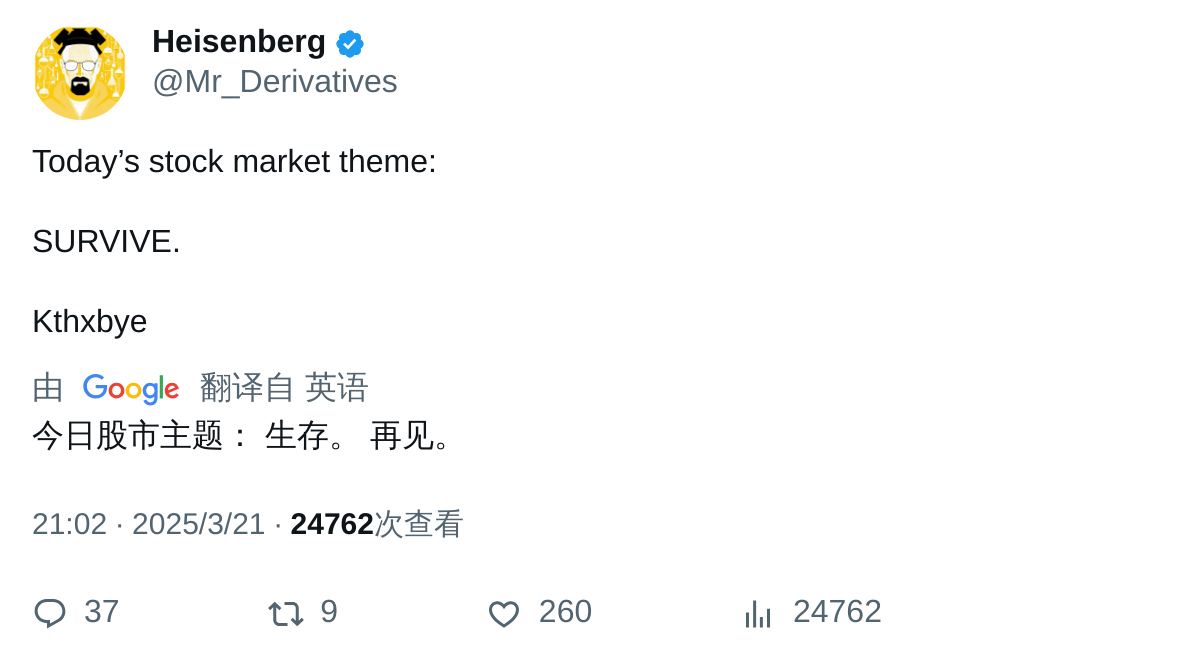 Heisenberg
@Mr_Derivatives
Today’s stock market theme:
SURVIVE.
Kthxbye
由 Google 翻译自 英语
今日股市主题： 生存。 再见。
21:02 · 2025/3/21 · 24762次查看
37 9 260 24762